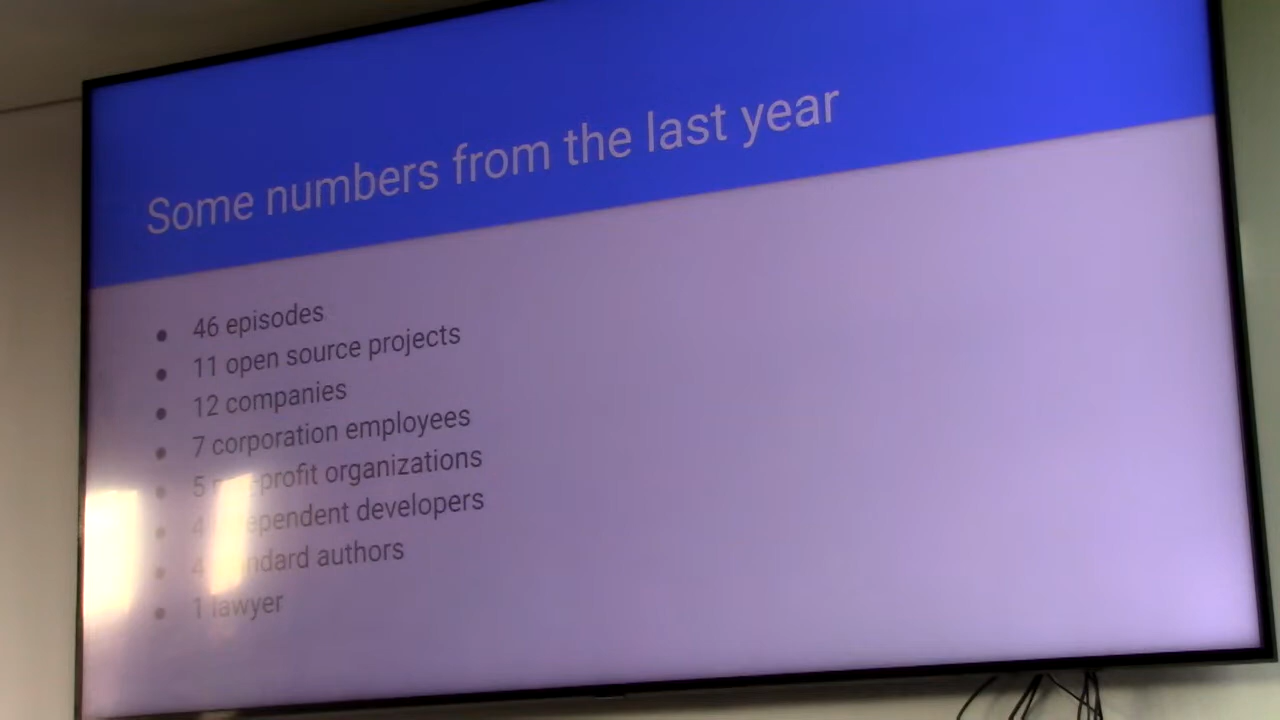 Some numbers from the last year
46 episodes
11 open source projects
12 companies
7 corporation employees
5 -profit organizations
4 developers
4 authors
1 lawyer